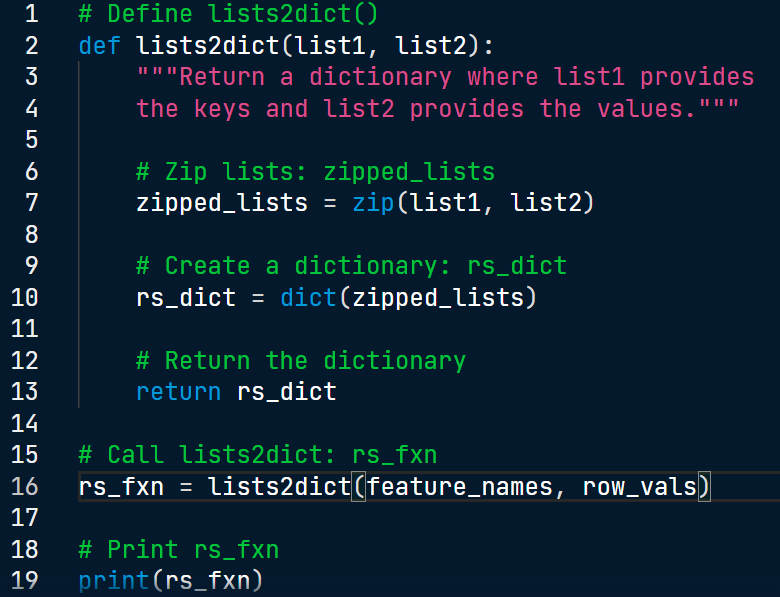 1 # Define lists2dict()
2 def lists2dict(list1, list2):
3     """Return a dictionary where list1 provides
4     the keys and list2 provides the values."""
5
6     # Zip lists: zipped_lists
7     zipped_lists = zip(list1, list2)
8
9     # Create a dictionary: rs_dict
10     rs_dict = dict(zipped_lists)
11
12     # Return the dictionary
13     return rs_dict
14
15 # Call lists2dict: rs_fxn
16 rs_fxn = lists2dict(feature_names, row_vals)
17
18 # Print rs_fxn
19 print(rs_fxn)